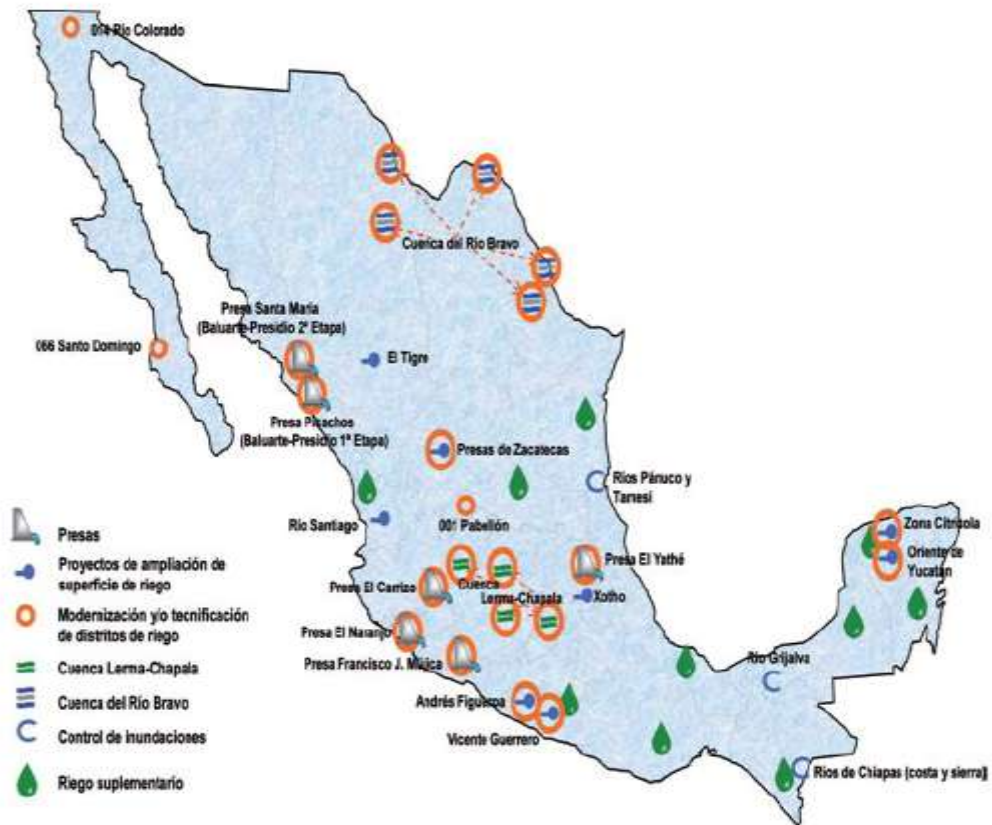 014 Río Colorado
Cuenca del Río Bravo
Presa Santa Maria
(Baluarte-Presidio 2ª Etapa)
066 Santo Domingo
El Tigre
Presa Picachos
(Baluarte-Presidio 1ª Etapa)
Presas de Zacatecas
Ríos Pánuco y
Tamesí
Río Santiago
001 Pabellón
Zona Citrícola
Oriente de
Yucatán
Presa El Yathé
Presa El Carrizo
Cuenca
Lerma-Chapala
Xotho
Presa El Naranjo
Presa Francisco J. Mújica
Río Grijalva
Andrés Figueroa
Vicente Guerrero
Ríos de Chiapas (costa y sierra)
Presas
Proyectos de ampliación de
superficie de riego
Modernización y/o tecnificación
de distritos de riego
Cuenca Lerma-Chapala
Cuenca del Río Bravo
Control de inundaciones
Riego suplementario